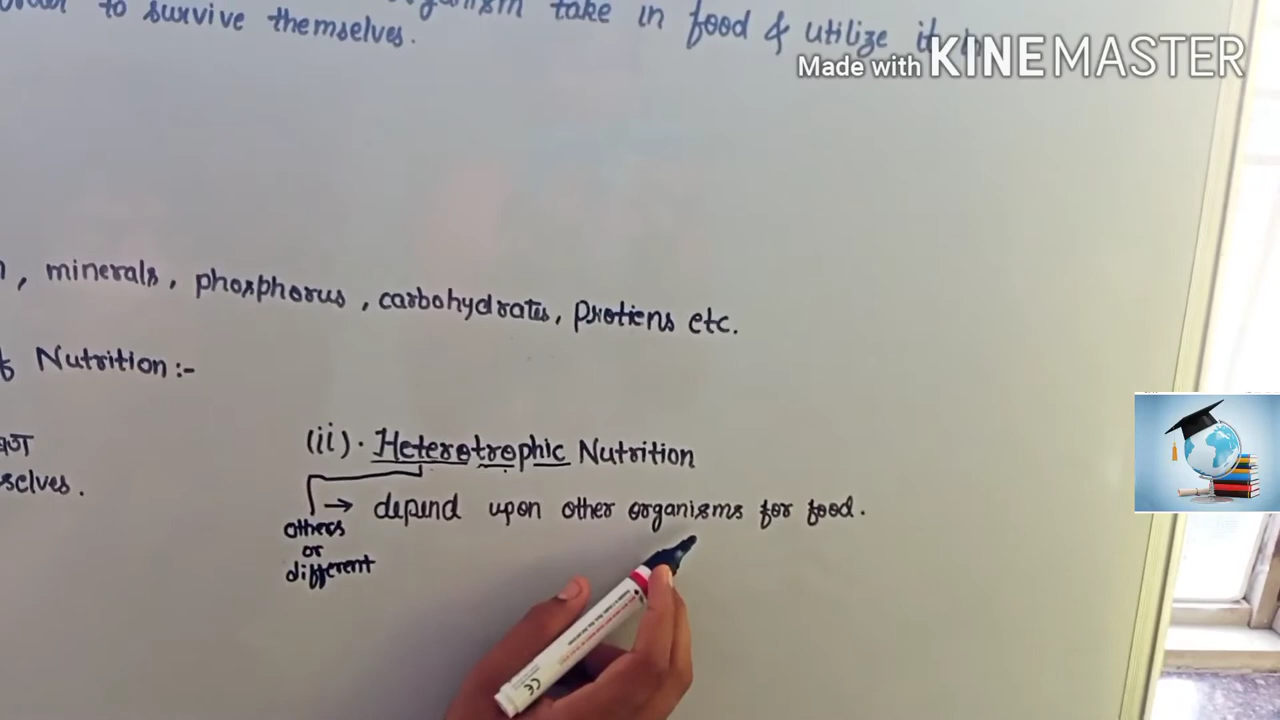 to survive themselves.
take in food & utilize it
Made with KINEMASTER
, minerals, phosphorus, carbohydrates, Protiens etc.
Nutrition :-
(ii). Heterotrophic Nutrition
selves.
→ depend upon other organisms for food.
others
or
different